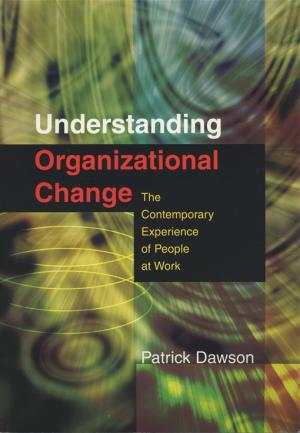 Understanding
Organizational
Change
The
Contemporary
Experience
of People
at Work
Patrick Dawson